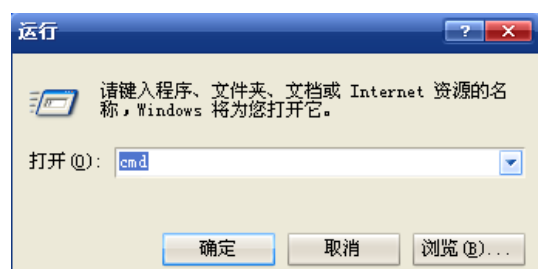 运行
请键入程序、文件夹、文档或 Internet 资源的名
称，Windows 将为您打开它。
打开(O): cmd
确定 取消 浏览(B)...